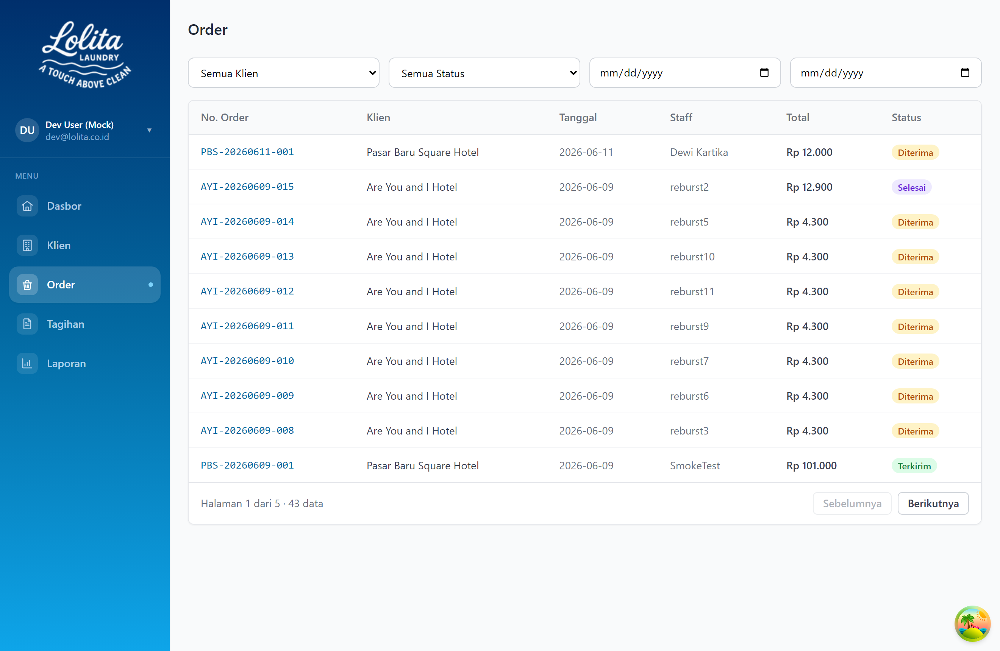 Lolita
LAUNDRY
A TOUCH ABOVE CLEAN
DU
Dev User (Mock)
dev@lolita.co.id
MENU
Dasbor
Klien
Order
Tagihan
Laporan
Order
Semua Klien
Semua Status
mm/dd/yyyy
mm/dd/yyyy
No. Order Klien Tanggal Staff Total Status
PBS-20260611-001 Pasar Baru Square Hotel 2026-06-11 Dewi Kartika Rp 12.000 Diterima
AYI-20260609-015 Are You and I Hotel 2026-06-09 reburst2 Rp 12.900 Selesai
AYI-20260609-014 Are You and I Hotel 2026-06-09 reburst5 Rp 4.300 Diterima
AYI-20260609-013 Are You and I Hotel 2026-06-09 reburst10 Rp 4.300 Diterima
AYI-20260609-012 Are You and I Hotel 2026-06-09 reburst11 Rp 4.300 Diterima
AYI-20260609-011 Are You and I Hotel 2026-06-09 reburst9 Rp 4.300 Diterima
AYI-20260609-010 Are You and I Hotel 2026-06-09 reburst7 Rp 4.300 Diterima
AYI-20260609-009 Are You and I Hotel 2026-06-09 reburst6 Rp 4.300 Diterima
AYI-20260609-008 Are You and I Hotel 2026-06-09 reburst3 Rp 4.300 Diterima
PBS-20260609-001 Pasar Baru Square Hotel 2026-06-09 SmokeTest Rp 101.000 Terkirim
Halaman 1 dari 5 · 43 data
Sebelumnya
Berikutnya